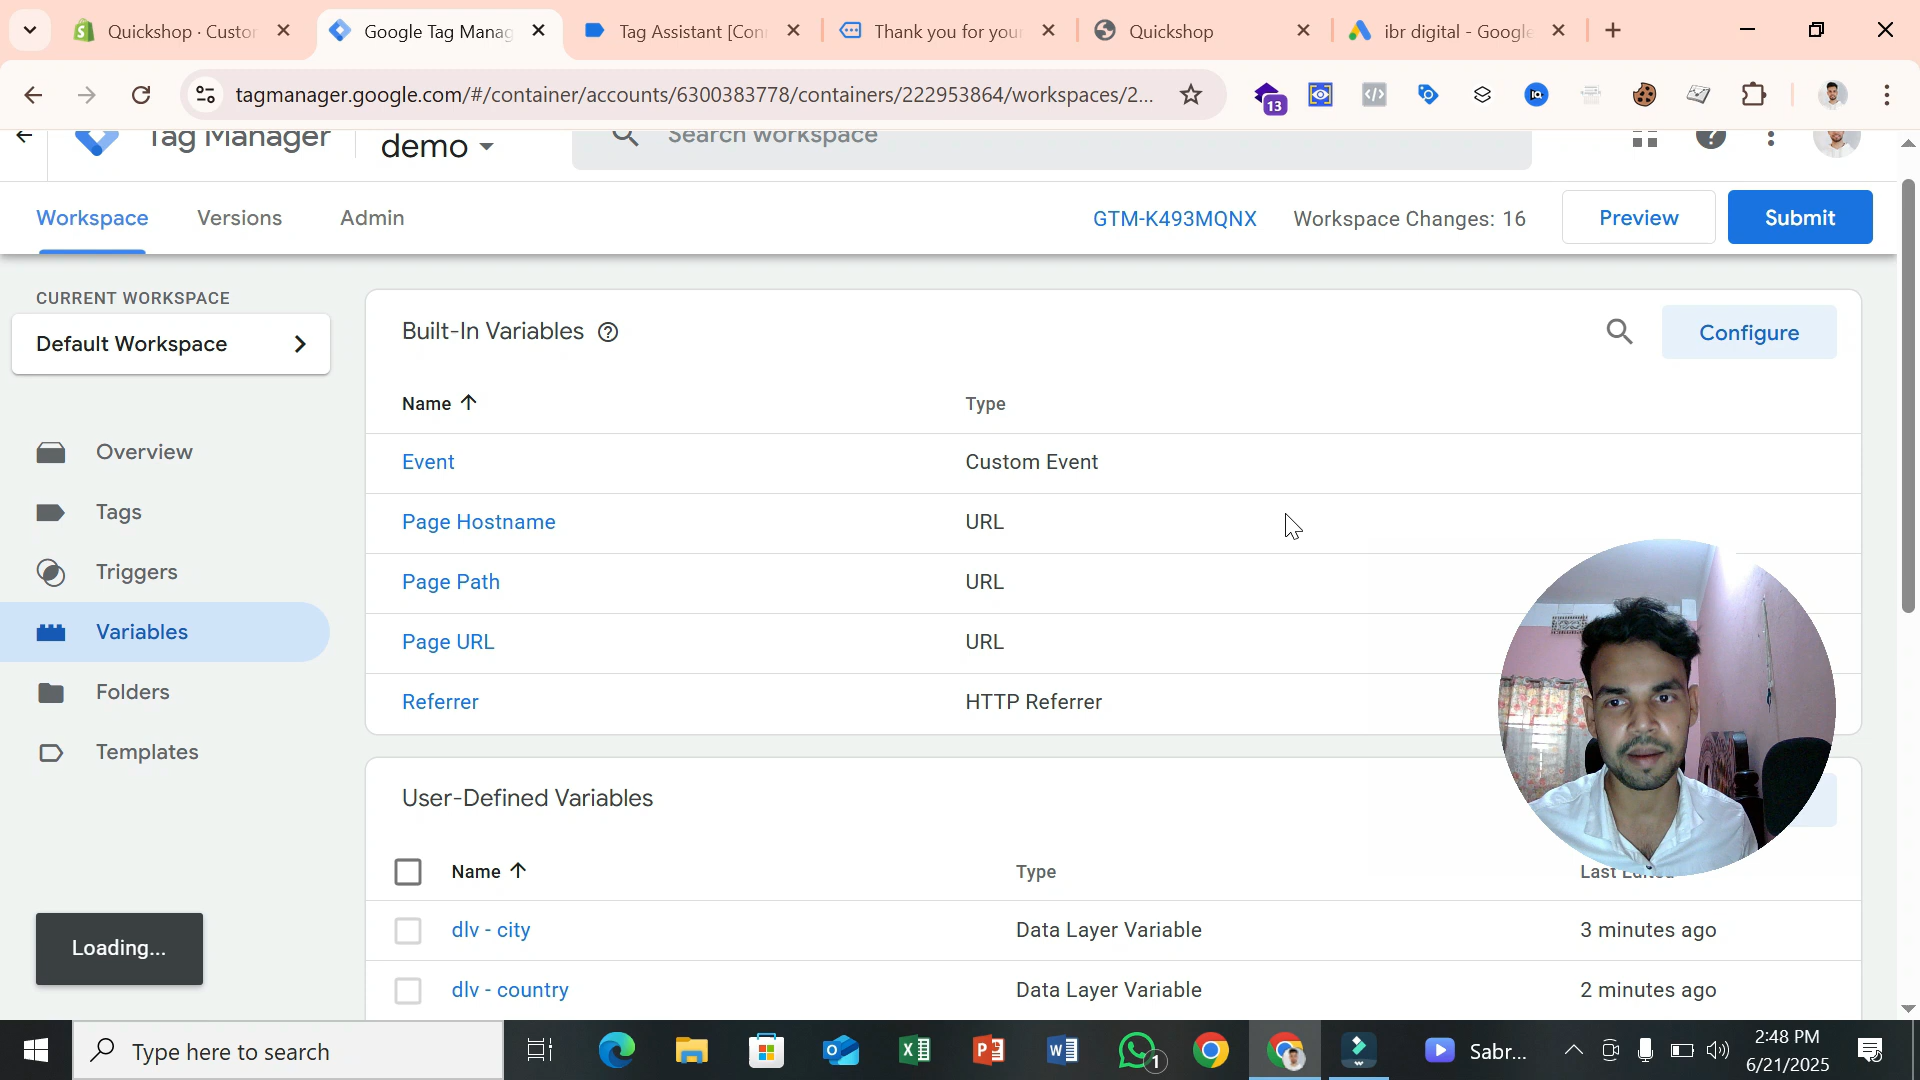 Quickshop · Custor
Google Tag Manag
Tag Assistant [Con
Thank you for you
Quickshop
ibr digital - Google
tagmanager.google.com/#/container/accounts/6300383778/containers/222953864/workspaces/2...
13
Tag Manager
demo
Search workspace
Workspace
Versions
Admin
GTM-K493MQNX
Workspace Changes: 16
Preview
Submit
CURRENT WORKSPACE
Default Workspace
Overview
Tags
Triggers
Variables
Folders
Templates
Built-In Variables
Configure
Name
Type
Event
Custom Event
Page Hostname
URL
Page Path
URL
Page URL
URL
Referrer
HTTP Referrer
User-Defined Variables
Name
Type
Last Edited
dlv - city
Data Layer Variable
3 minutes ago
dlv - country
Data Layer Variable
2 minutes ago
Loading...
Type here to search
1
Sabr...
2:48 PM
6/21/2025